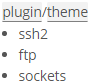 plugin/theme
• ssh2
• ftp
• sockets